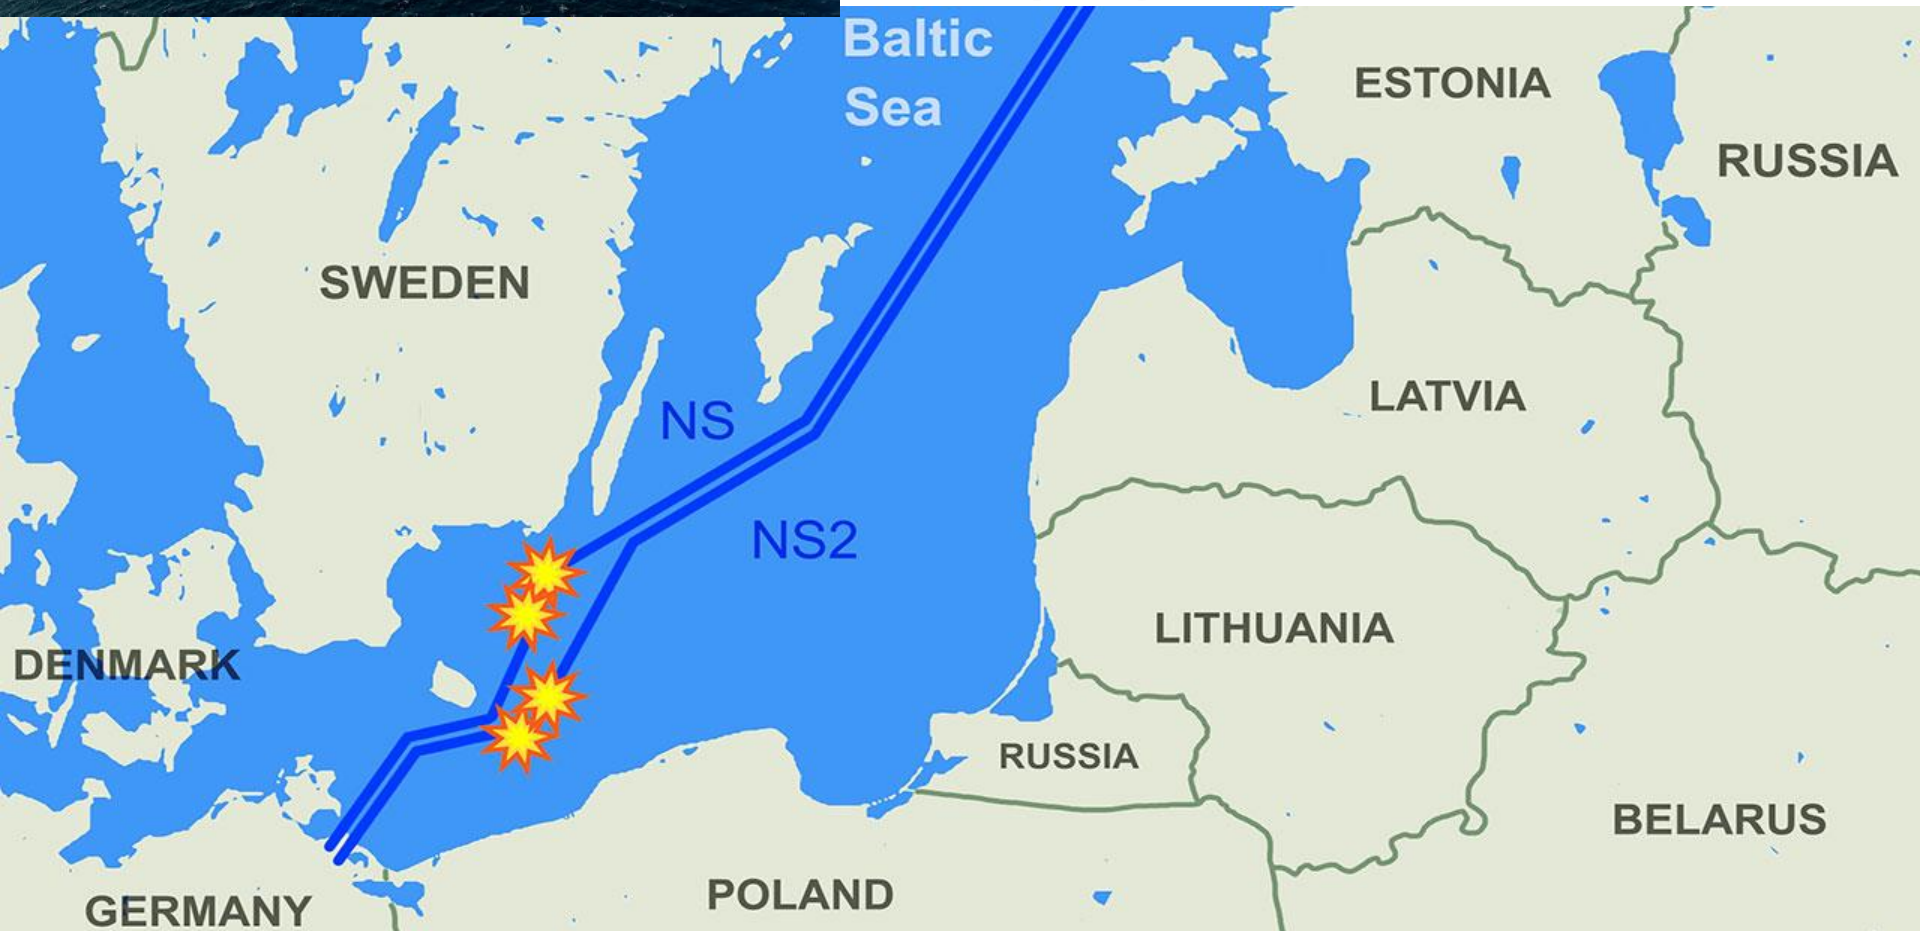 Baltic
Sea
ESTONIA
RUSSIA
SWEDEN
LATVIA
NS
NS2
LITHUANIA
DENMARK
RUSSIA
BELARUS
POLAND
GERMANY